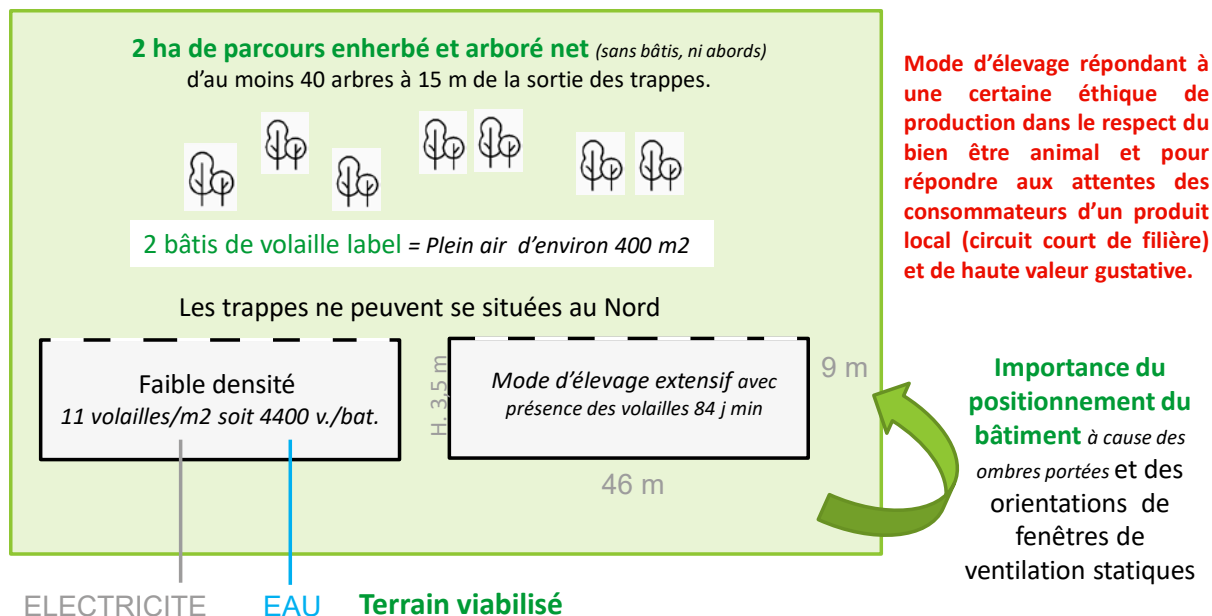 2 ha de parcours enherbé et arboré net (sans bâtis, ni abords)
d'au moins 40 arbres à 15 m de la sortie des trappes.
2 bâtis de volaille label = Plein air d'environ 400 m2
Les trappes ne peuvent se situées au Nord
Faible densité
11 volailles/m2 soit 4400 v./bat.
H. 3,5 m
Mode d'élevage extensif avec
présence des volailles 84 j min
9 m
46 m
ELECTRICITE
EAU
Terrain viabilisé
Mode d'élevage répondant à
une certaine éthique de
production dans le respect du
bien être animal et pour
répondre aux attentes des
consommateurs d'un produit
local (circuit court de filière)
et de haute valeur gustative.
Importance du
positionnement du
bâtiment à cause des
ombres portées et des
orientations de
fenêtres de
ventilation statiques